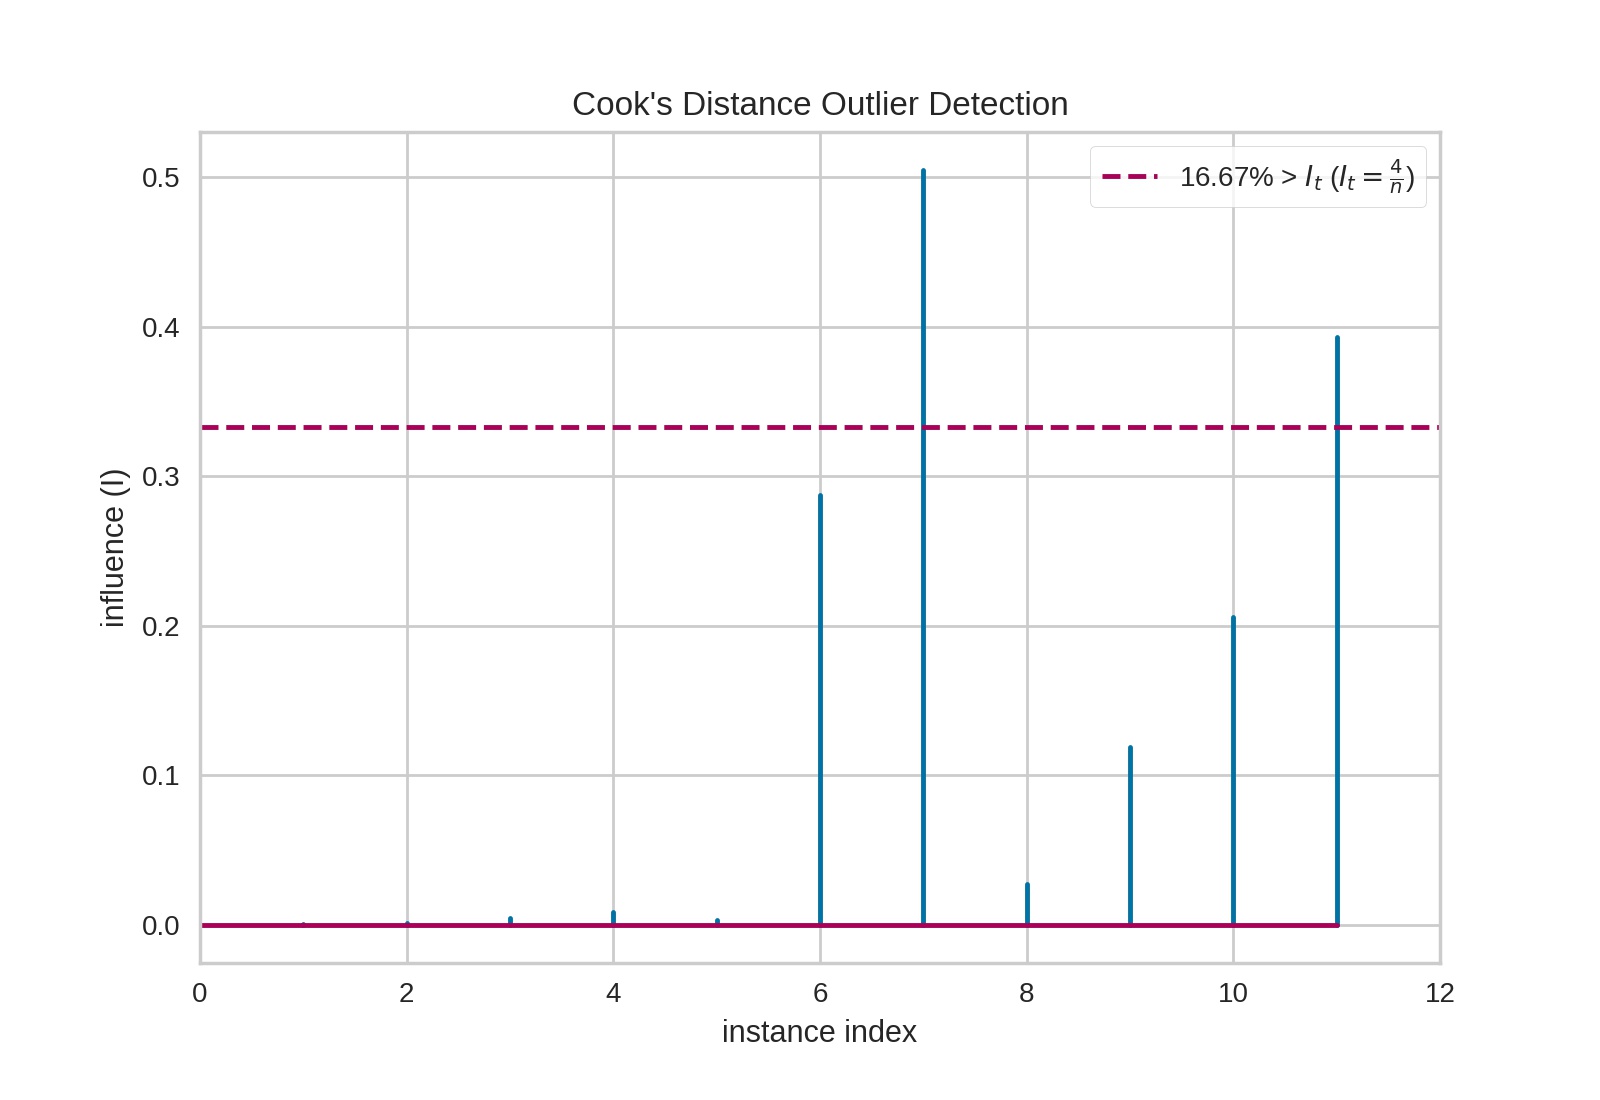 Cook's Distance Outlier Detection
16.67% > I_t (I_t = 4/n)
influence (I)
0.5
0.4
0.3
0.2
0.1
0.0
0 2 4 6 8 10 12
instance index